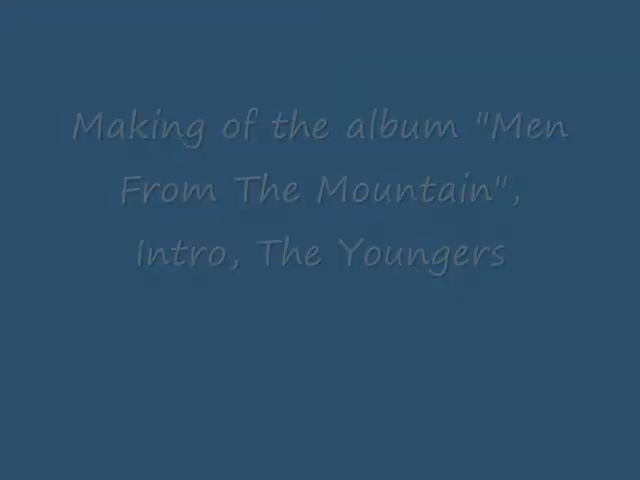 Making of the album "Men
From The Mountain",
Intro, The Youngers